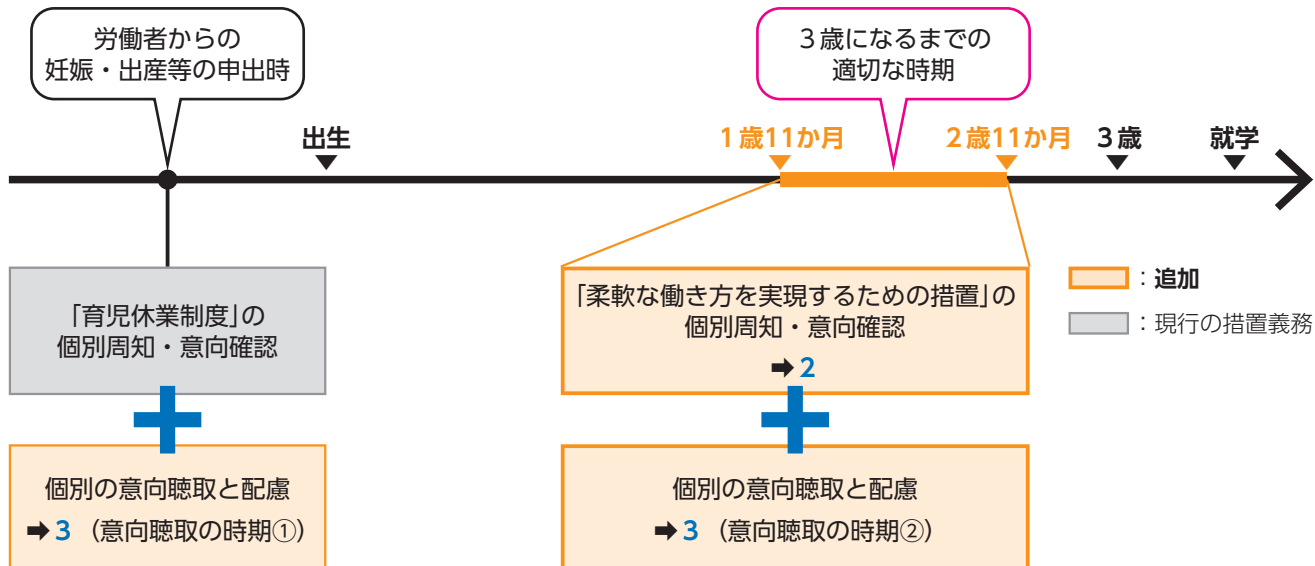 労働者からの
妊娠・出産等の申出時
3歳になるまでの
適切な時期
出生
1歳11か月
2歳11か月
3歳
就学
「育児休業制度」の
個別周知・意向確認
「柔軟な働き方を実現するための措置」の
個別周知・意向確認
➡2
：追加
：現行の措置義務
個別の意向聴取と配慮
➡3（意向聴取の時期①）
個別の意向聴取と配慮
➡3（意向聴取の時期②）